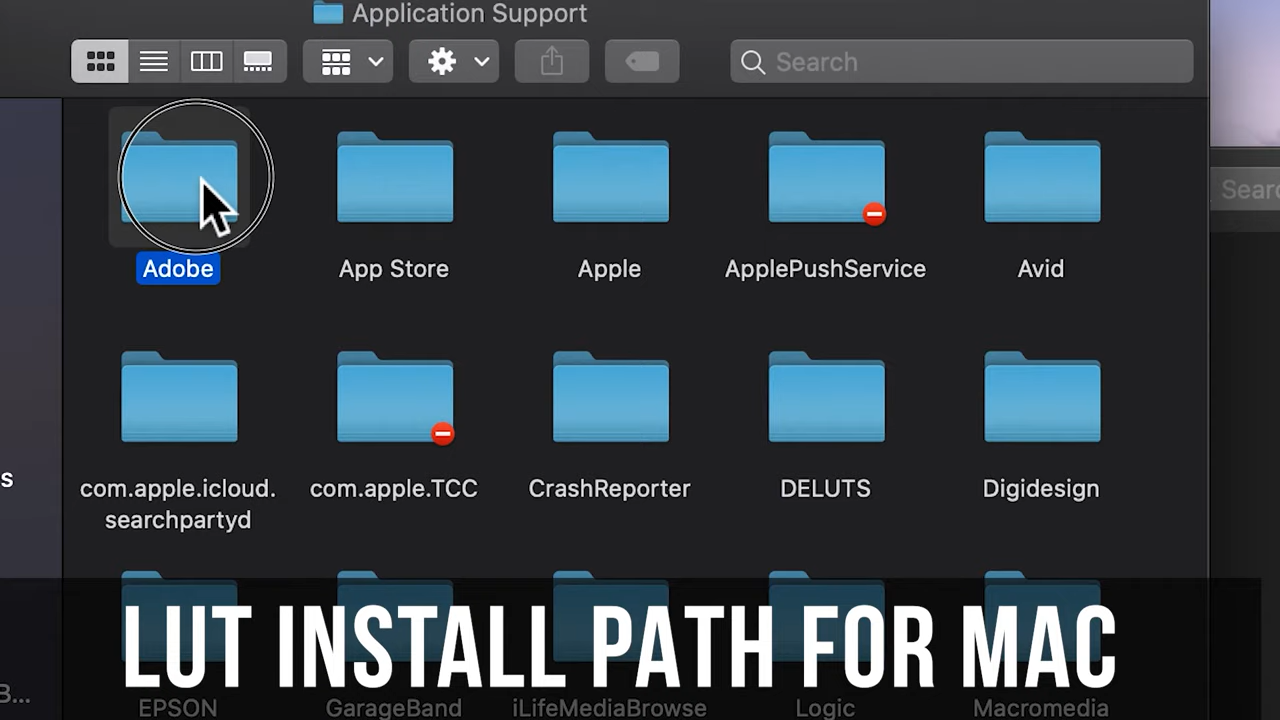 Application Support
Search
Sear
Adobe
App Store
Apple
ApplePushService
Avid
s
com.apple.icloud.
searchpartyd
com.apple.TCC
CrashReporter
DELUTS
Digidesign
LUT INSTALL PATH FOR MAC
B...
EPSON
GarageBand
iLifeMediaBrowse
Logic
Macromedia